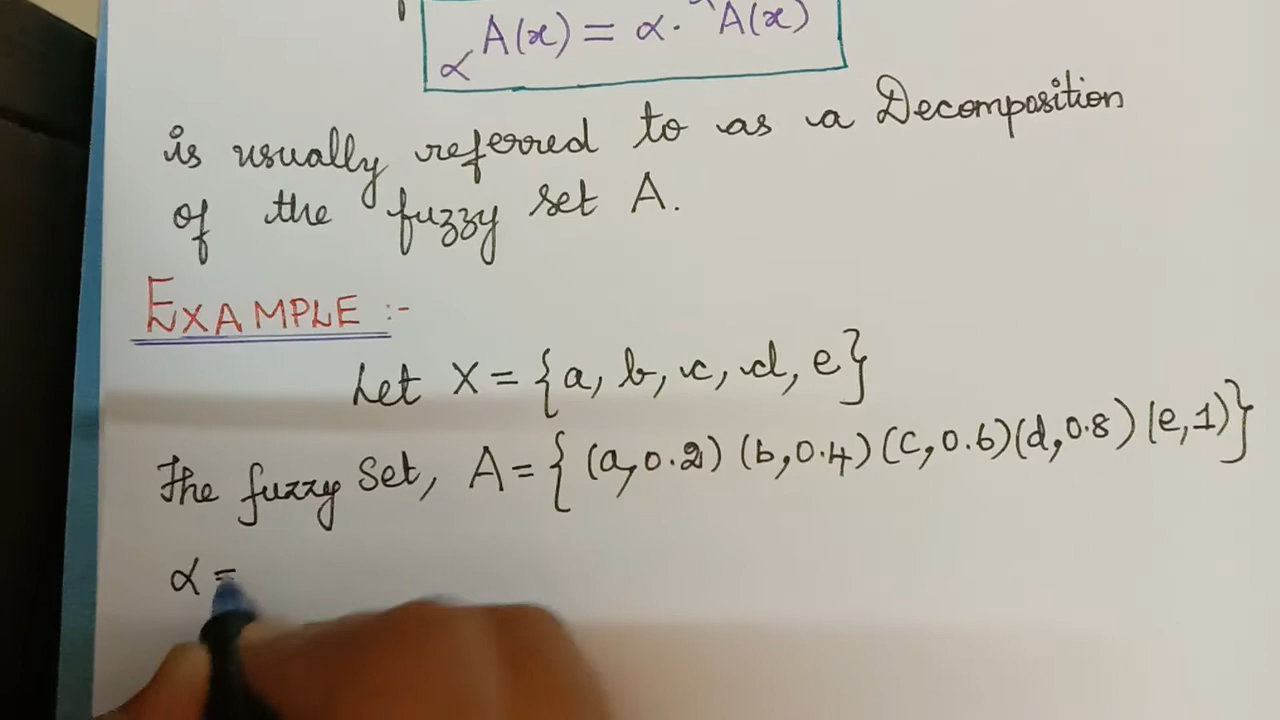 αA(x) = α. αA(x)
is usually referred to as a Decomposition
of the fuzzy set A.
EXAMPLE :-
Let X = {a, b, c, d, e}
The fuzzy Set, A = { (a,0.2) (b,0.4) (c,0.6) (d,0.8) (e,1)}
α =